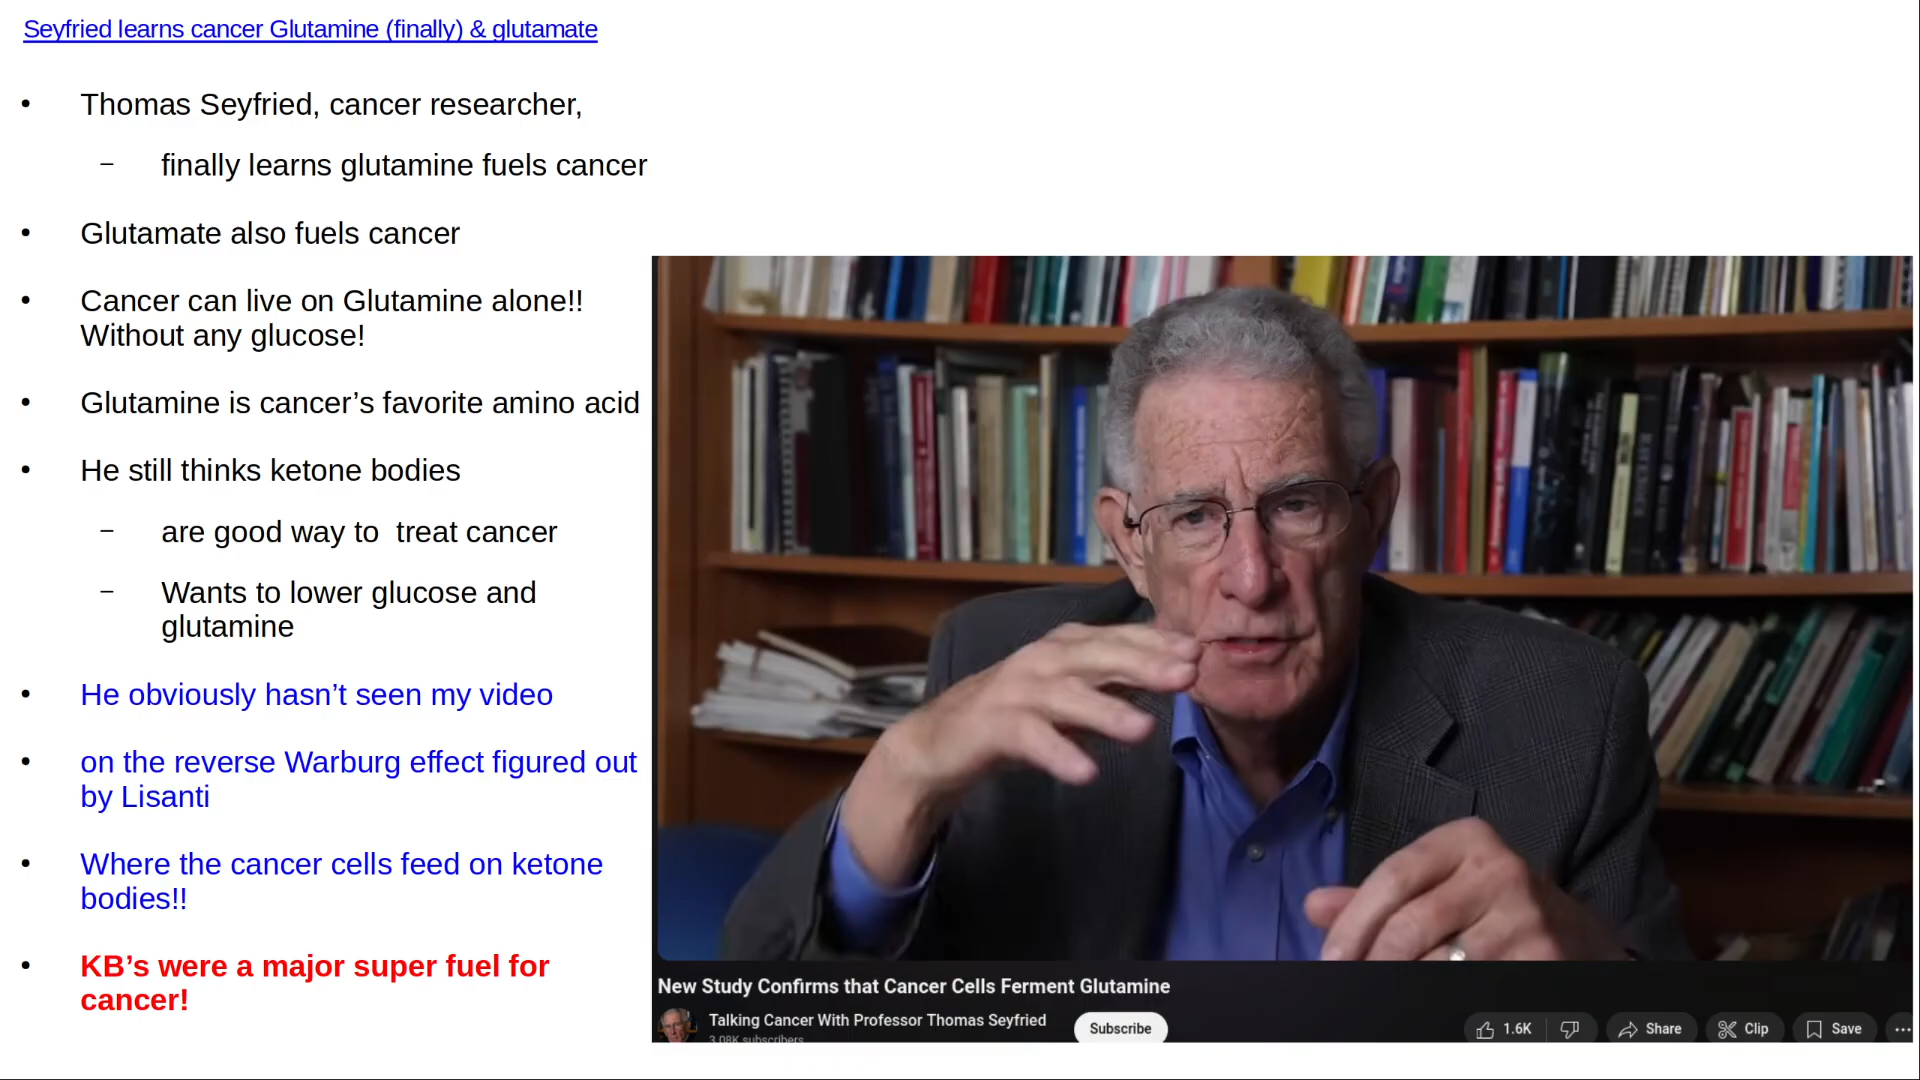 Seyfried learns cancer Glutamine (finally) & glutamate
• Thomas Seyfried, cancer researcher,
– finally learns glutamine fuels cancer
• Glutamate also fuels cancer
• Cancer can live on Glutamine alone!!
Without any glucose!
• Glutamine is cancer’s favorite amino acid
• He still thinks ketone bodies
– are good way to  treat cancer
– Wants to lower glucose and
glutamine
• He obviously hasn’t seen my video
• on the reverse Warburg effect figured out
by Lisanti
• Where the cancer cells feed on ketone
bodies!!
• KB’s were a major super fuel for
cancer!
New Study Confirms that Cancer Cells Ferment Glutamine
Talking Cancer With Professor Thomas Seyfried
3.08K subscribers
Subscribe
1.6K
Share
Clip
Save